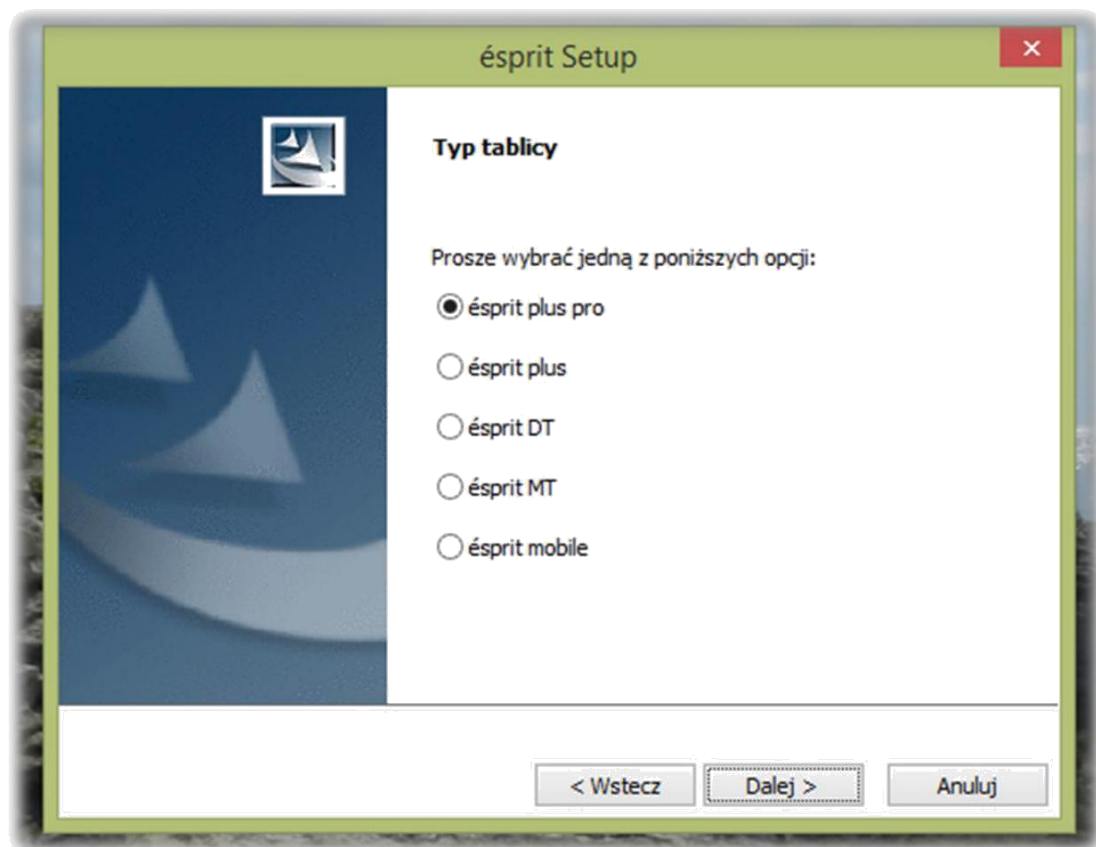 ésprit Setup
Typ tablicy
Prosze wybrać jedną z poniższych opcji:
ésprit plus pro
ésprit plus
ésprit DT
ésprit MT
ésprit mobile
< Wstecz
Dalej >
Anuluj